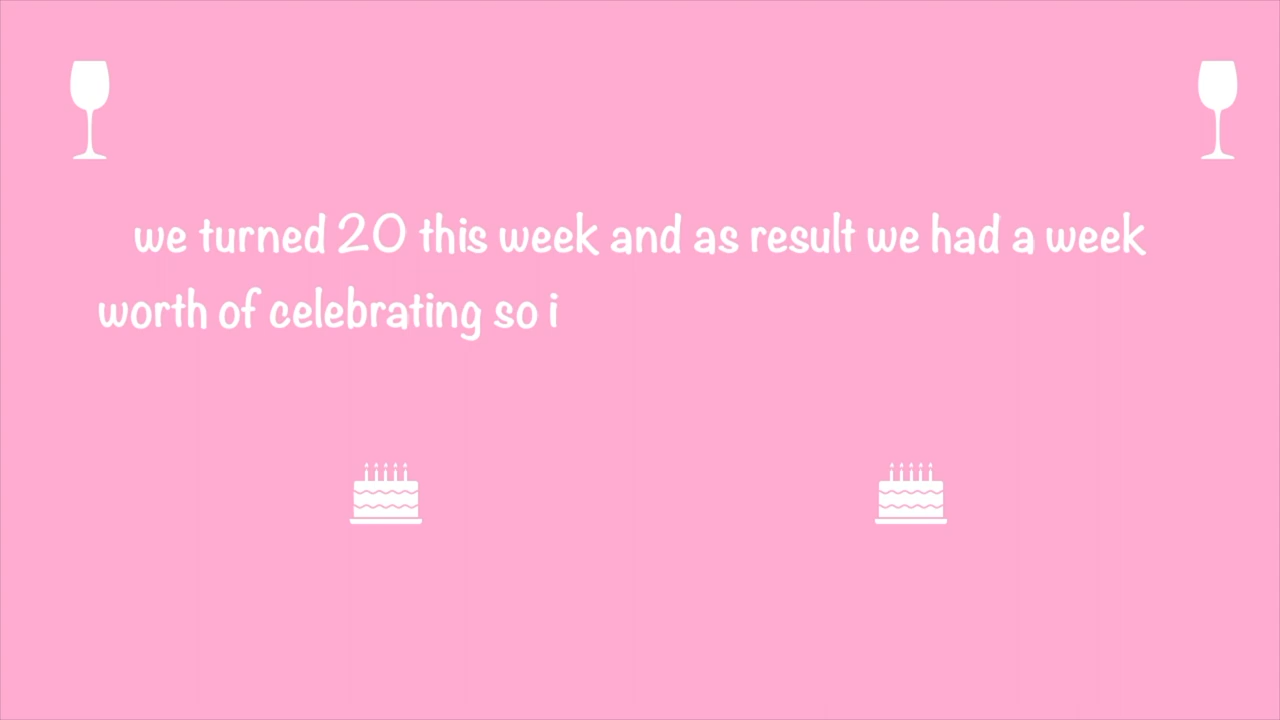 we turned 20 this week and as result we had a week
worth of celebrating so i